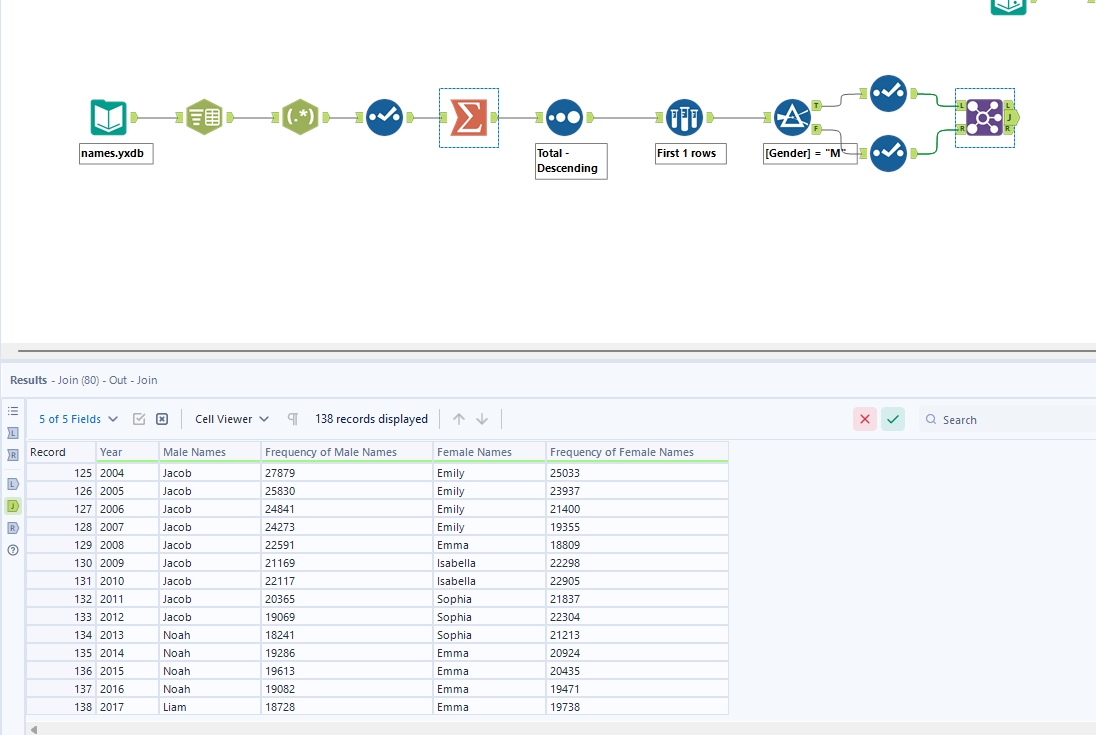 (.*)
T
L
L
J
F
R
R
names.yxdb
Total -
Descending
First 1 rows
[Gender] = "M"
Results - Join (80) - Out - Join
5 of 5 Fields
Cell Viewer
138 records displayed
Search
L
R
L
J
R
Record Year Male Names Frequency of Male Names Female Names Frequency of Female Names
125 2004 Jacob 27879 Emily 25033
126 2005 Jacob 25830 Emily 23937
127 2006 Jacob 24841 Emily 21400
128 2007 Jacob 24273 Emily 19355
129 2008 Jacob 22591 Emma 18809
130 2009 Jacob 21169 Isabella 22298
131 2010 Jacob 22117 Isabella 22905
132 2011 Jacob 20365 Sophia 21837
133 2012 Jacob 19069 Sophia 22304
134 2013 Noah 18241 Sophia 21213
135 2014 Noah 19286 Emma 20924
136 2015 Noah 19613 Emma 20435
137 2016 Noah 19082 Emma 19471
138 2017 Liam 18728 Emma 19738